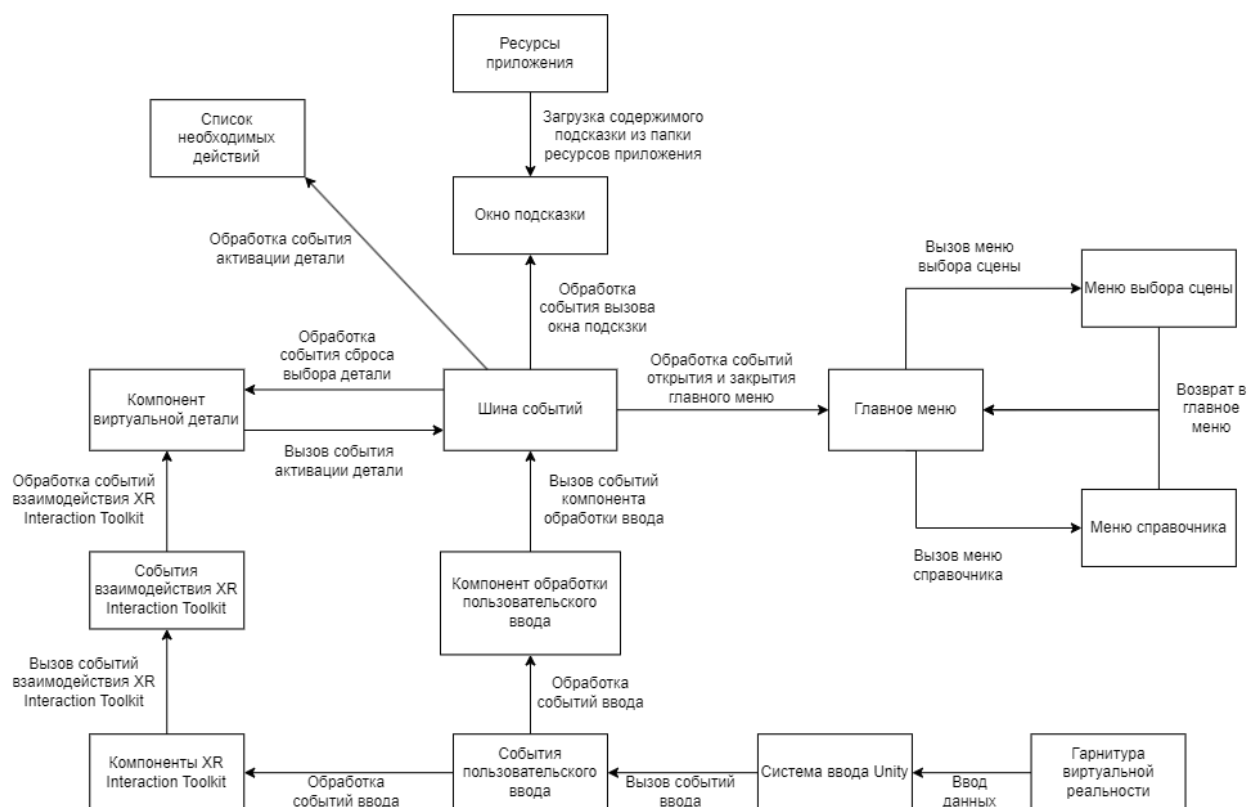 Ресурсы
приложения
Загрузка содержимого
подсказки из папки
ресурсов приложения
Список
необходимых
действий
Окно подсказки
Обработка события
активации детали
Вызов меню
выбора сцены
Меню выбора сцены
Обработка
события вызова
окна подскзки
Обработка
события сброса
выбора детали
Обработка событий
открытия и закрытия
главного меню
Компонент
виртуальной детали
Шина событий
Главное меню
Возврат в
главное
меню
Вызов события
активации детали
Обработка событий
взаимодействия XR
Interaction Toolkit
Вызов событий
компонента
обработки ввода
Меню справочника
Вызов меню
справочника
События
взаимодействия XR
Interaction Toolkit
Компонент обработки
пользовательского
ввода
Вызов событий
взаимодействия XR
Interaction Toolkit
Обработка
событий ввода
Компоненты XR
Interaction Toolkit
Обработка
событий ввода
События
пользовательского
ввода
Вызов событий
ввода
Система ввода Unity
Ввод
данных
Гарнитура
виртуальной
реальности